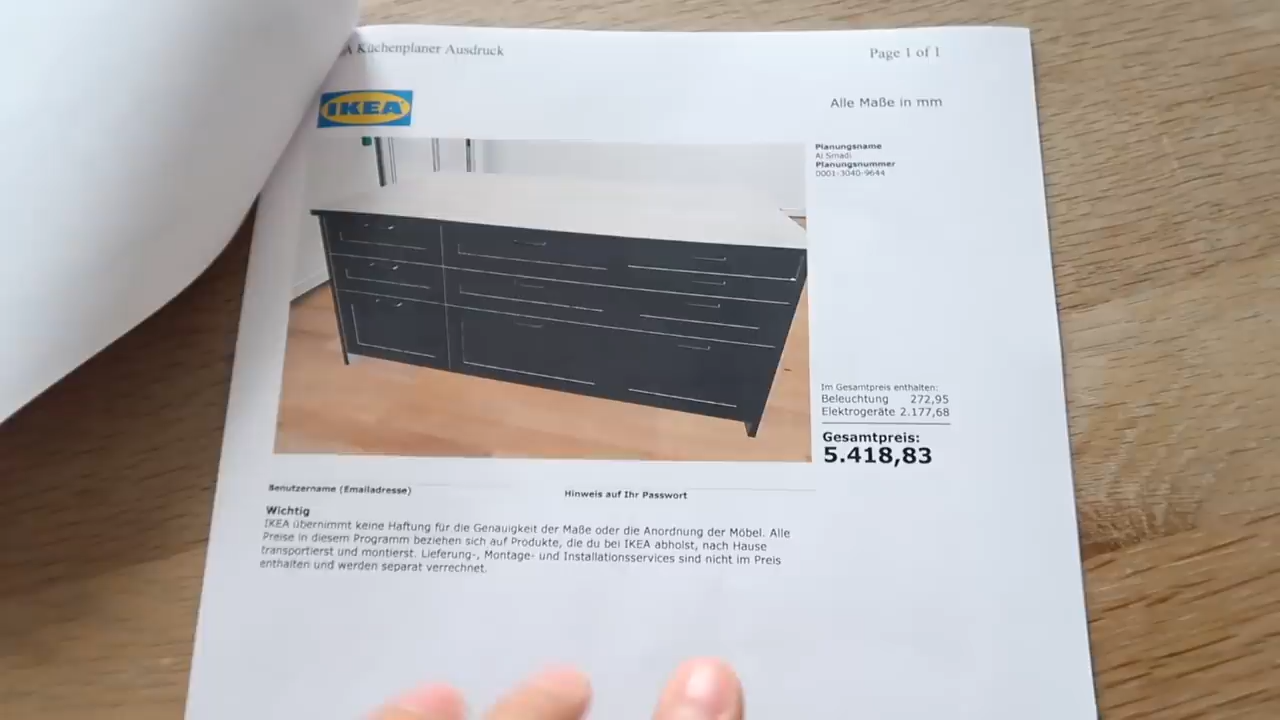 A Küchenplaner Ausdruck
Page 1 of 1
IKEA
Alle Maße in mm
Planungsname
Al Smadi
Planungsnummer
0001-3040-9644
Im Gesamtpreis enthalten:
Beleuchtung 272,95
Elektrogeräte 2.177,68
Gesamtpreis:
5.418,83
Benutzername (Emailadresse)
Hinweis auf Ihr Passwort
Wichtig
IKEA übernimmt keine Haftung für die Genauigkeit der Maße oder die Anordnung der Möbel. Alle
Preise in diesem Programm beziehen sich auf Produkte, die du bei IKEA abholst, nach Hause
transportierst und montierst. Lieferung-, Montage- und Installationsservices sind nicht im Preis
enthalten und werden separat verrechnet.